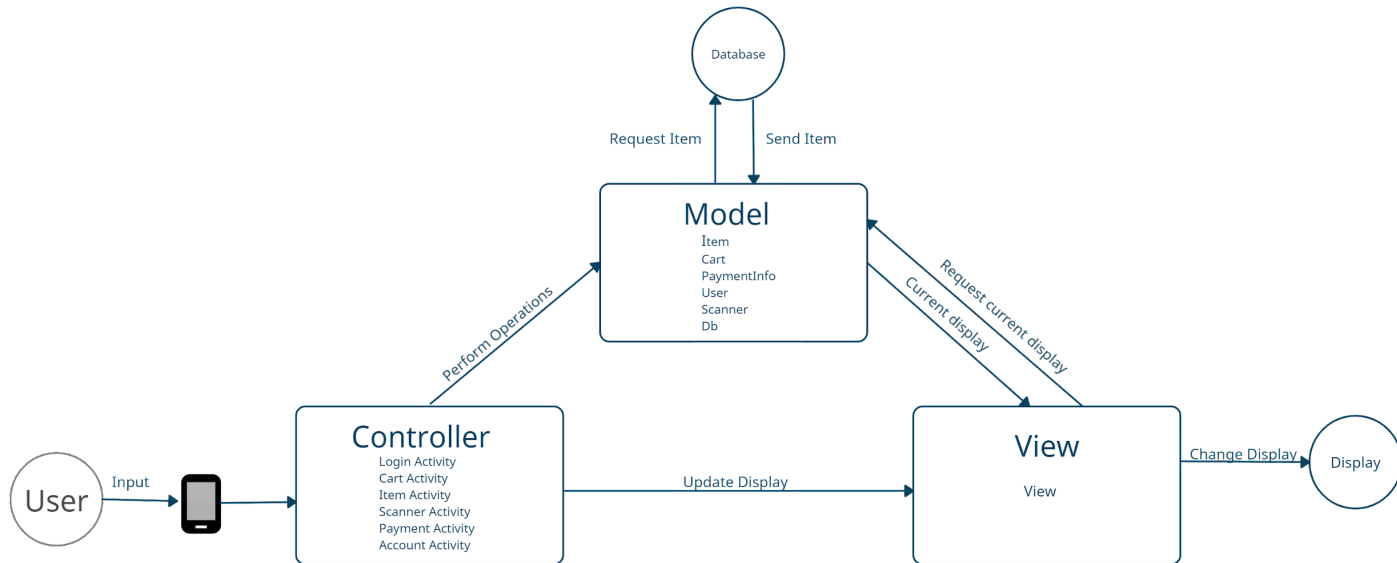 Database
Request Item
Send Item
Model
Item
Cart
PaymentInfo
User
Scanner
Db
Perform Operations
Current display
Request current display
Controller
Login Activity
Cart Activity
Item Activity
Scanner Activity
Payment Activity
Account Activity
View
View
User
Input
Update Display
Change Display
Display